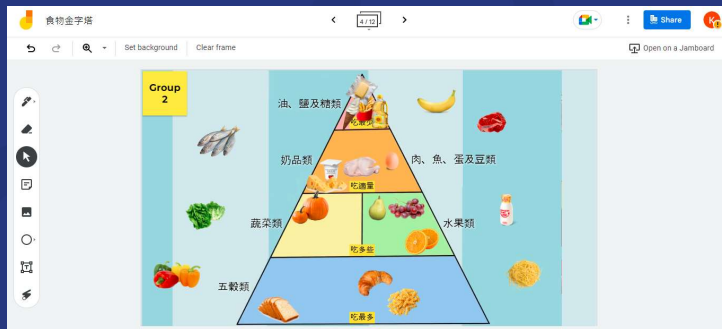 食物金字塔
4 / 12
Share
K
Set background
Clear frame
Open on a Jamboard
Group
2
油、鹽及糖類
吃最少
奶品類
肉、魚、蛋及豆類
吃適量
蔬菜類
水果類
吃多些
五穀類
吃最多